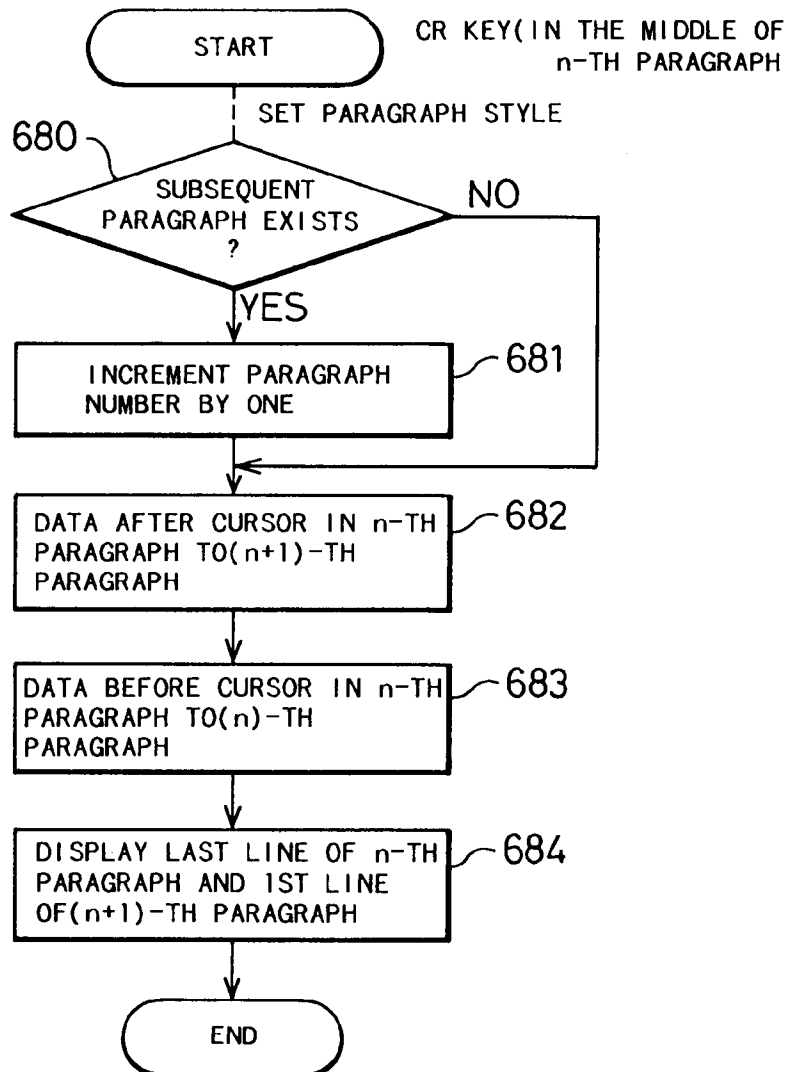 START
CR KEY(IN THE MIDDLE OF
n-TH PARAGRAPH
SET PARAGRAPH STYLE
680
SUBSEQUENT
PARAGRAPH EXISTS
?
NO
YES
INCREMENT PARAGRAPH
NUMBER BY ONE
681
DATA AFTER CURSOR IN n-TH
PARAGRAPH TO(n+1)-TH
PARAGRAPH
682
DATA BEFORE CURSOR IN n-TH
PARAGRAPH TO(n)-TH
PARAGRAPH
683
DISPLAY LAST LINE OF n-TH
PARAGRAPH AND 1ST LINE
OF(n+1)-TH PARAGRAPH
684
END